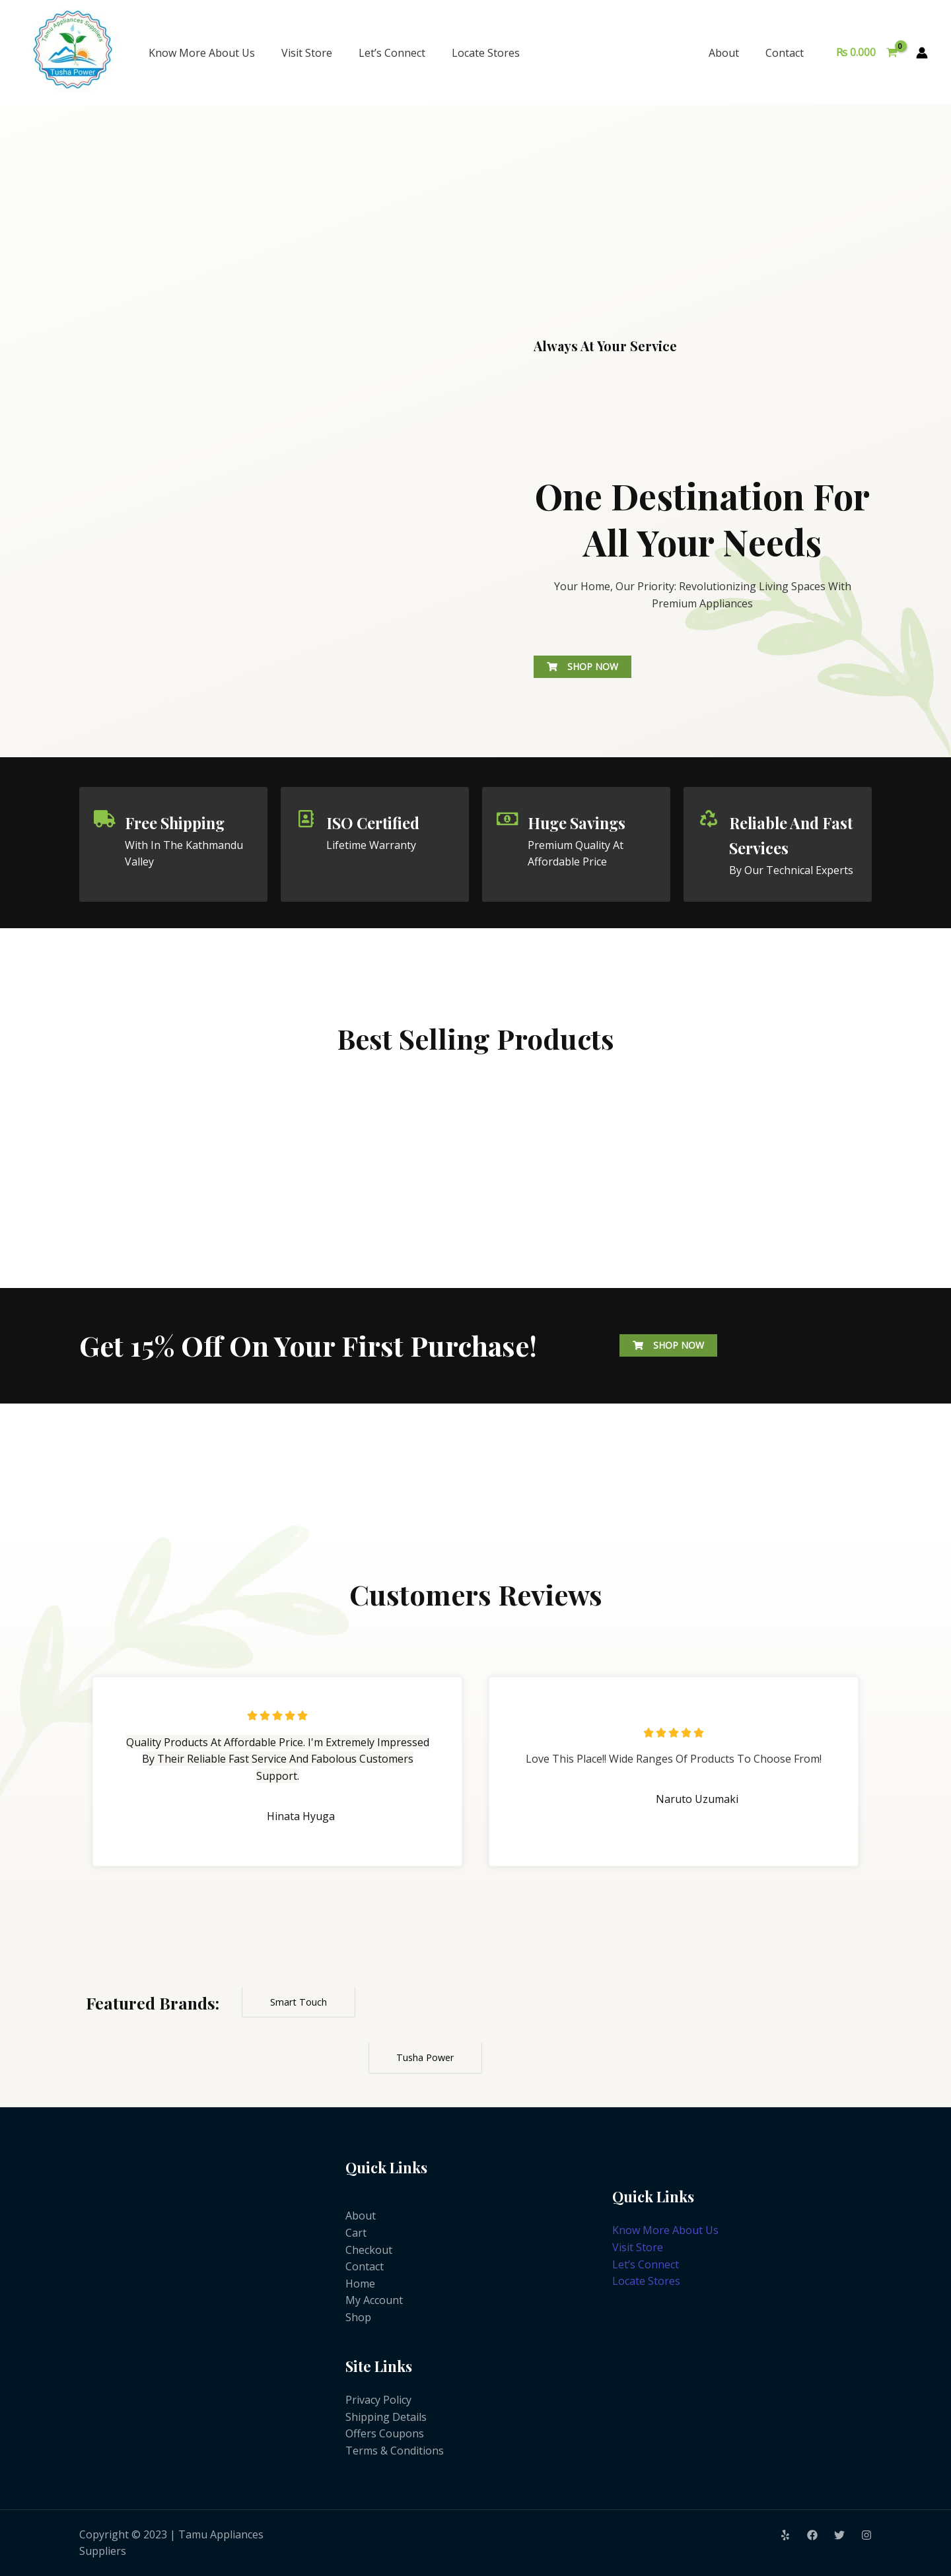 Tamu Appliances Suppliers
Tusha Power
Know More About Us
Visit Store
Let's Connect
Locate Stores
About
Contact
₨ 0.000
0
Always At Your Service
One Destination For
All Your Needs
Your Home, Our Priority: Revolutionizing Living Spaces With
Premium Appliances
SHOP NOW
Free Shipping
With In The Kathmandu
Valley
ISO Certified
Lifetime Warranty
Huge Savings
Premium Quality At
Affordable Price
Reliable And Fast
Services
By Our Technical Experts
Best Selling Products
Get 15% Off On Your First Purchase!
SHOP NOW
Customers Reviews
Quality Products At Affordable Price. I'm Extremely Impressed
By Their Reliable Fast Service And Fabolous Customers
Support.
Hinata Hyuga
Love This Place!! Wide Ranges Of Products To Choose From!
Naruto Uzumaki
Featured Brands:
Smart Touch
Tusha Power
Quick Links
About
Cart
Checkout
Contact
Home
My Account
Shop
Site Links
Privacy Policy
Shipping Details
Offers Coupons
Terms & Conditions
Quick Links
Know More About Us
Visit Store
Let's Connect
Locate Stores
Copyright © 2023 | Tamu Appliances
Suppliers